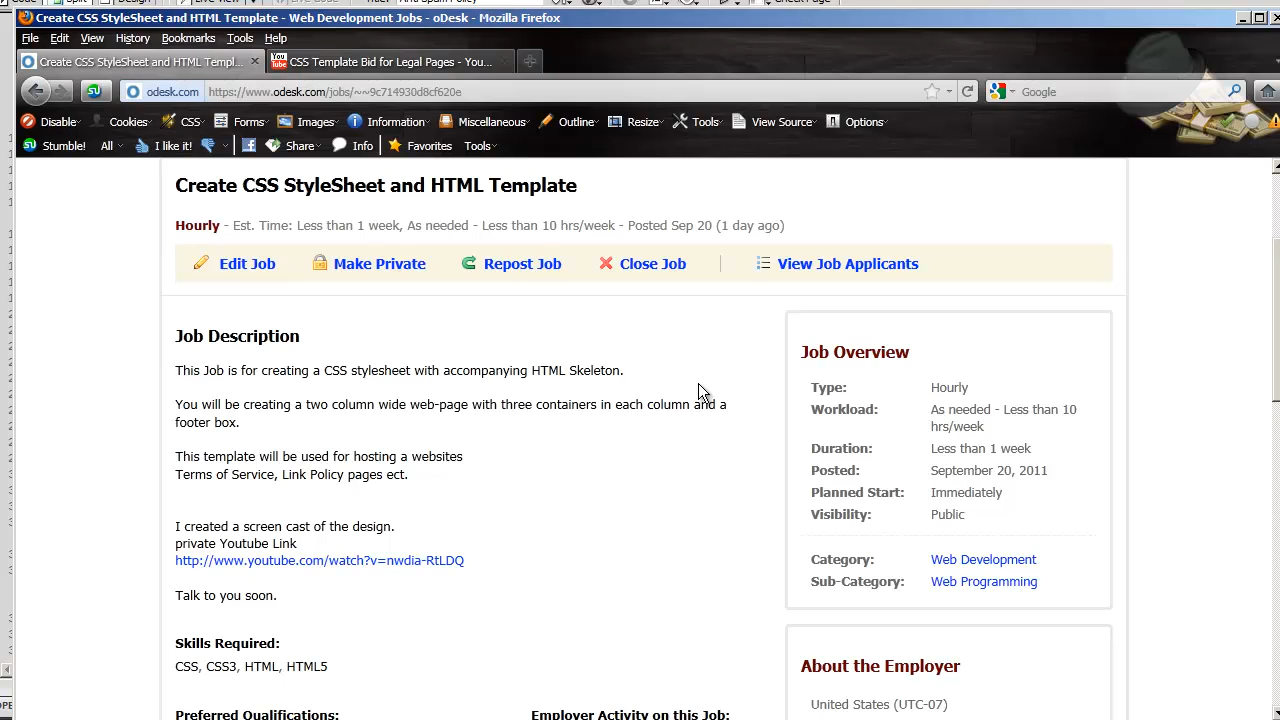 Create CSS StyleSheet and HTML Template - Web Development Jobs - oDesk - Mozilla Firefox
File Edit View History Bookmarks Tools Help
Create CSS StyleSheet and HTML Templ...
CSS Template Bid for Legal Pages - You...
odesk.com https://www.odesk.com/jobs/~~9c714930d8cf620e
Google
Disable Cookies CSS Forms Images Information Miscellaneous Outline Resize Tools View Source Options
Stumble! All I like it! Share Info Favorites Tools
Create CSS StyleSheet and HTML Template
Hourly - Est. Time: Less than 1 week, As needed - Less than 10 hrs/week - Posted Sep 20 (1 day ago)
Edit Job Make Private Repost Job Close Job View Job Applicants
Job Description
This Job is for creating a CSS stylesheet with accompanying HTML Skeleton.
You will be creating a two column wide web-page with three containers in each column and a
footer box.
This template will be used for hosting a websites
Terms of Service, Link Policy pages ect.
I created a screen cast of the design.
private Youtube Link
http://www.youtube.com/watch?v=nwdia-RtLDQ
Talk to you soon.
Skills Required:
CSS, CSS3, HTML, HTML5
Preferred Qualifications:
Employer Activity on this Job:
Job Overview
Type: Hourly
Workload: As needed - Less than 10
hrs/week
Duration: Less than 1 week
Posted: September 20, 2011
Planned Start: Immediately
Visibility: Public
Category: Web Development
Sub-Category: Web Programming
About the Employer
United States (UTC-07)